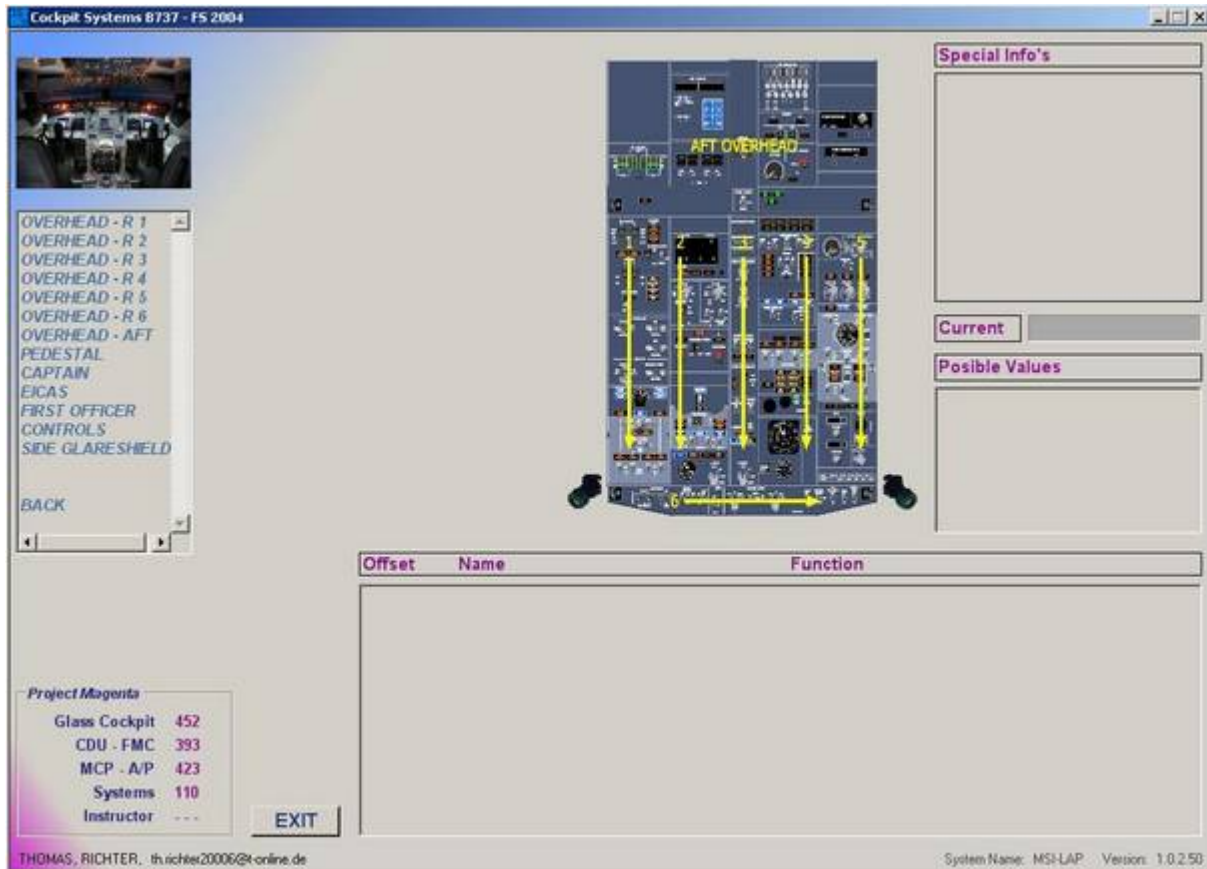 Cockpit Systems B737 - FS 2004
OVERHEAD - R 1
OVERHEAD - R 2
OVERHEAD - R 3
OVERHEAD - R 4
OVERHEAD - R 5
OVERHEAD - R 6
OVERHEAD - AFT
PEDESTAL
CAPTAIN
EICAS
FIRST OFFICER
CONTROLS
SIDE GLARESHIELD
BACK
AFT OVERHEAD
1 2 3 5
6
Special Info's
Current
Posible Values
Offset Name Function
Project Magenta
Glass Cockpit 452
CDU - FMC 393
MCP - A/P 423
Systems 110
Instructor - - -
EXIT
THOMAS, RICHTER, th.richter20006@t-online.de
System Name: MSI-LAP Version: 1.0.2.50